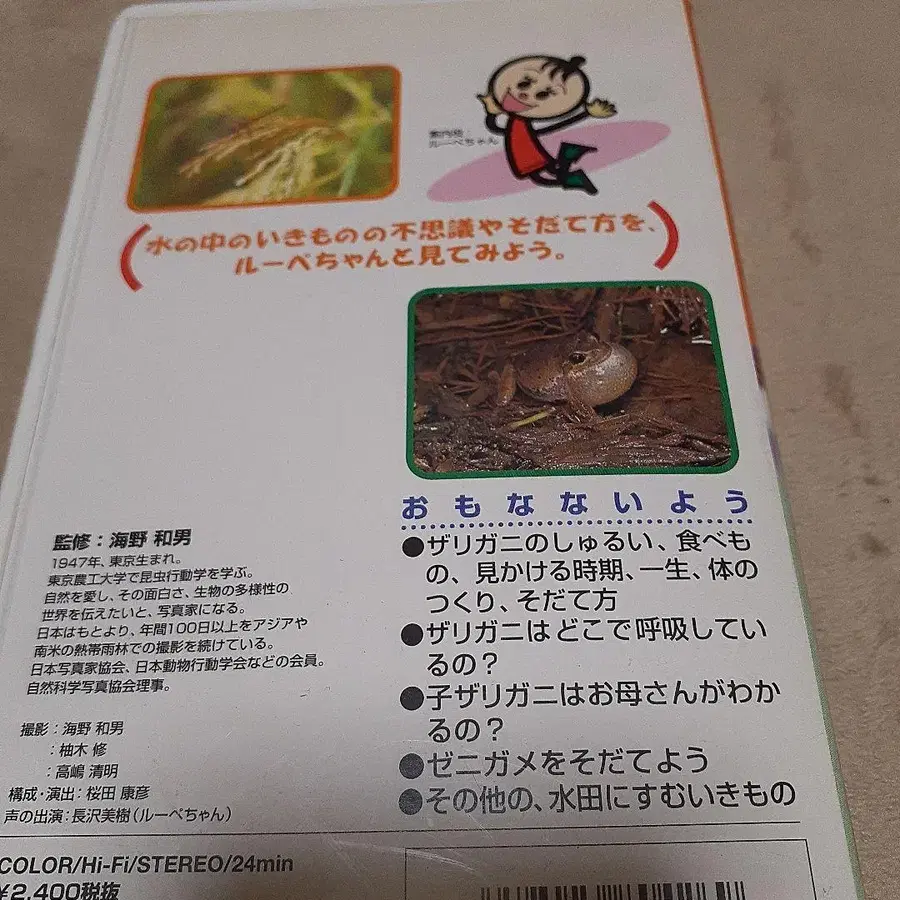 案内役
ルーペちゃん
水の中のいきものの不思議やそだて方を、
ルーペちゃんと見てみよう。
おもなないよう
●ザリガニのしゅるい、食べも
の、見かける時期、一生、体の
つくり、そだて方
●ザリガニはどこで呼吸してい
るの？
●子ザリガニはお母さんがわか
るの？
●ゼニガメをそだてよう
●その他の、水田にすむいきもの
監修：海野 和男
1947年、東京生まれ。
東京農工大学で昆虫行動学を学ぶ。
自然を愛し、その面白さ、生物の多様性の
世界を伝えたいと、写真家になる。
日本はもとより、年間100日以上をアジアや
南米の熱帯雨林での撮影を続けている。
日本写真家協会、日本動物行動学会などの会員。
自然科学写真協会理事。
撮影：海野 和男
：柚木 修
：高嶋 清明
構成・演出：桜田 康彦
声の出演：長沢美樹（ルーペちゃん）
COLOR/Hi-Fi/STEREO/24min
¥2,400税抜